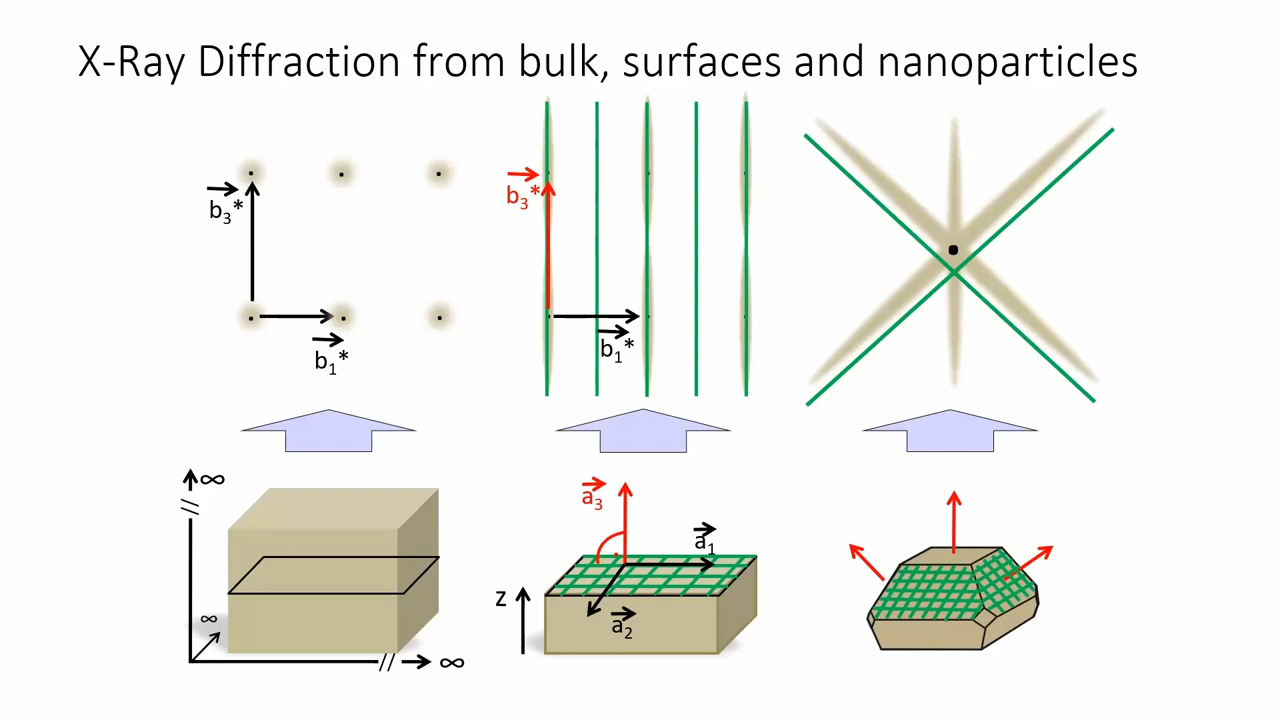 X-Ray Diffraction from bulk, surfaces and nanoparticles
b3*
b1*
b3*
b1*
∞
∞
∞
z
a3
a1
a2